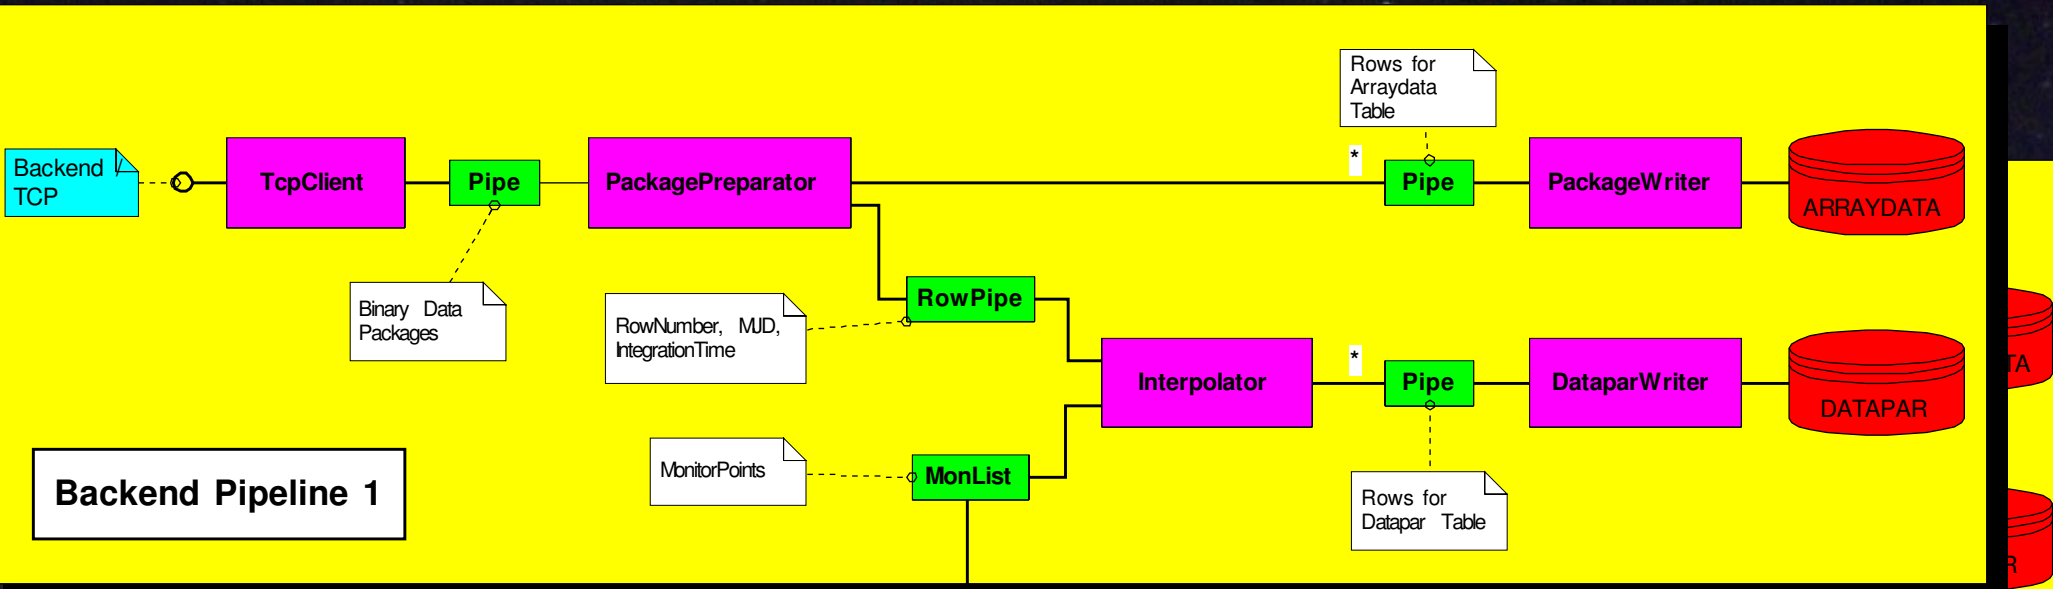 Rows for
Arraydata
Table
*
Backend /
TCP
TcpClient
Pipe
PackagePreparator
Pipe
PackageWriter
ARRAYDATA
Binary Data
Packages
RowPipe
RowNumber, MJD,
IntegrationTime
*
Interpolator
Pipe
DataparWriter
DATAPAR
TA
MonitorPoints
MonList
Rows for
Datapar Table
Backend Pipeline 1
R